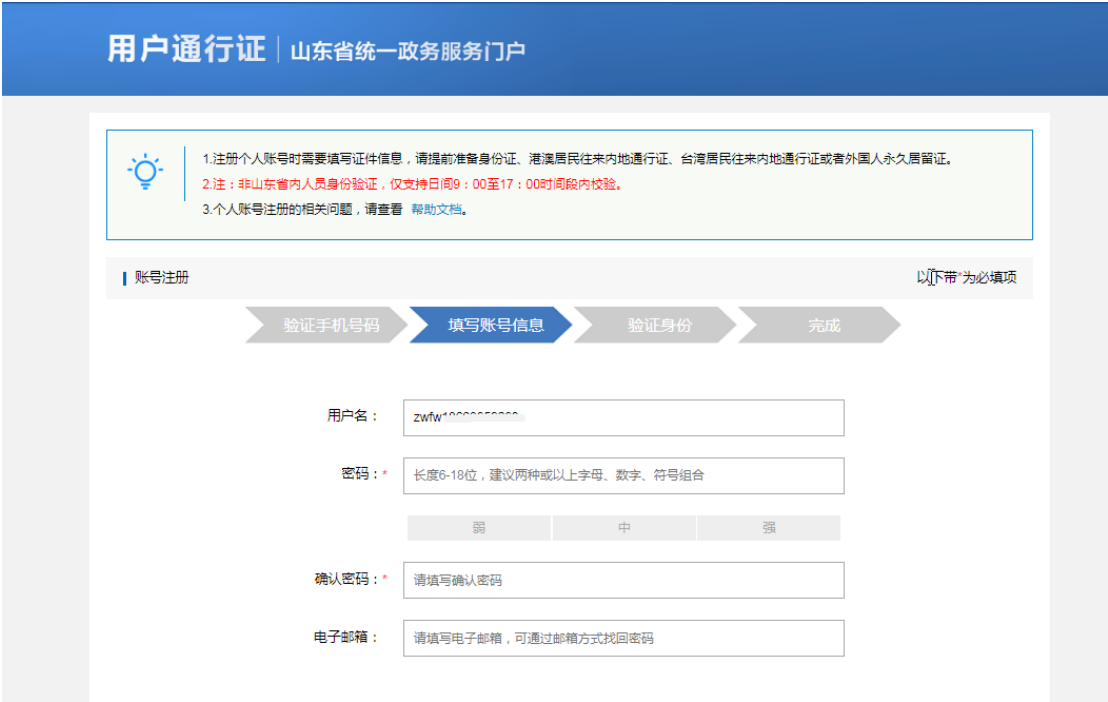 用户通行证 | 山东省统一政务服务门户
1.注册个人账号时需要填写证件信息，请提前准备身份证、港澳居民往来内地通行证、台湾居民往来内地通行证或者外国人永久居留证。
2.注：非山东省内人员身份验证，仅支持日间9：00至17：00时间段内校验。
3.个人账号注册的相关问题，请查看 帮助文档。
账号注册
以下带*为必填项
验证手机号码 填写账号信息 验证身份 完成
用户名： zwfw
密码：* 长度6-18位，建议两种或以上字母、数字、符号组合
弱 中 强
确认密码：* 请填写确认密码
电子邮箱： 请填写电子邮箱，可通过邮箱方式找回密码